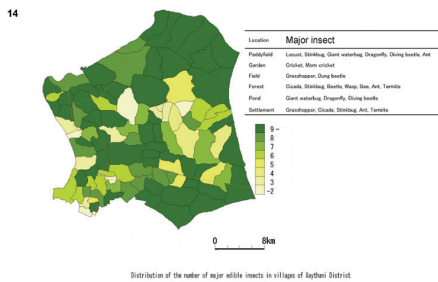 14
Location Major insect
Paddyfield Locust, Stinkbug, Giant waterbug, Dragonfly, Diving beetle, Ant
Garden Cricket, Mom cricket
Field Grasshopper, Dung beetle
Forest Cicada, Stinkbug, Beetle, Wasp, Bee, Ant, Termite
Pond Giant waterbug, Dragonfly, Diving beetle
Settlement Grasshopper, Cicada, Stinkbug, Ant, Termite
9 -
8
7
6
5
4
3
-2
0 8km
Distribution of the number of major edible insects in villages of Xaythani District